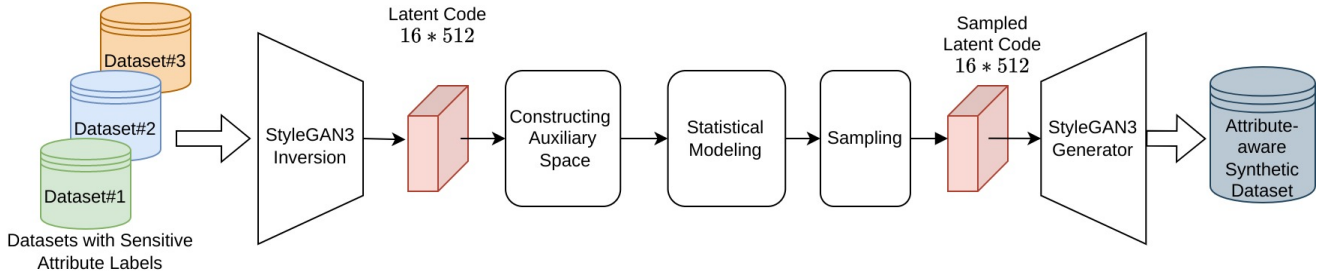 Dataset#3
Dataset#2
Dataset#1
Datasets with Sensitive
Attribute Labels
StyleGAN3
Inversion
Latent Code
16 * 512
Constructing
Auxiliary
Space
Statistical
Modeling
Sampling
Sampled
Latent Code
16 * 512
StyleGAN3
Generator
Attribute-
aware
Synthetic
Dataset